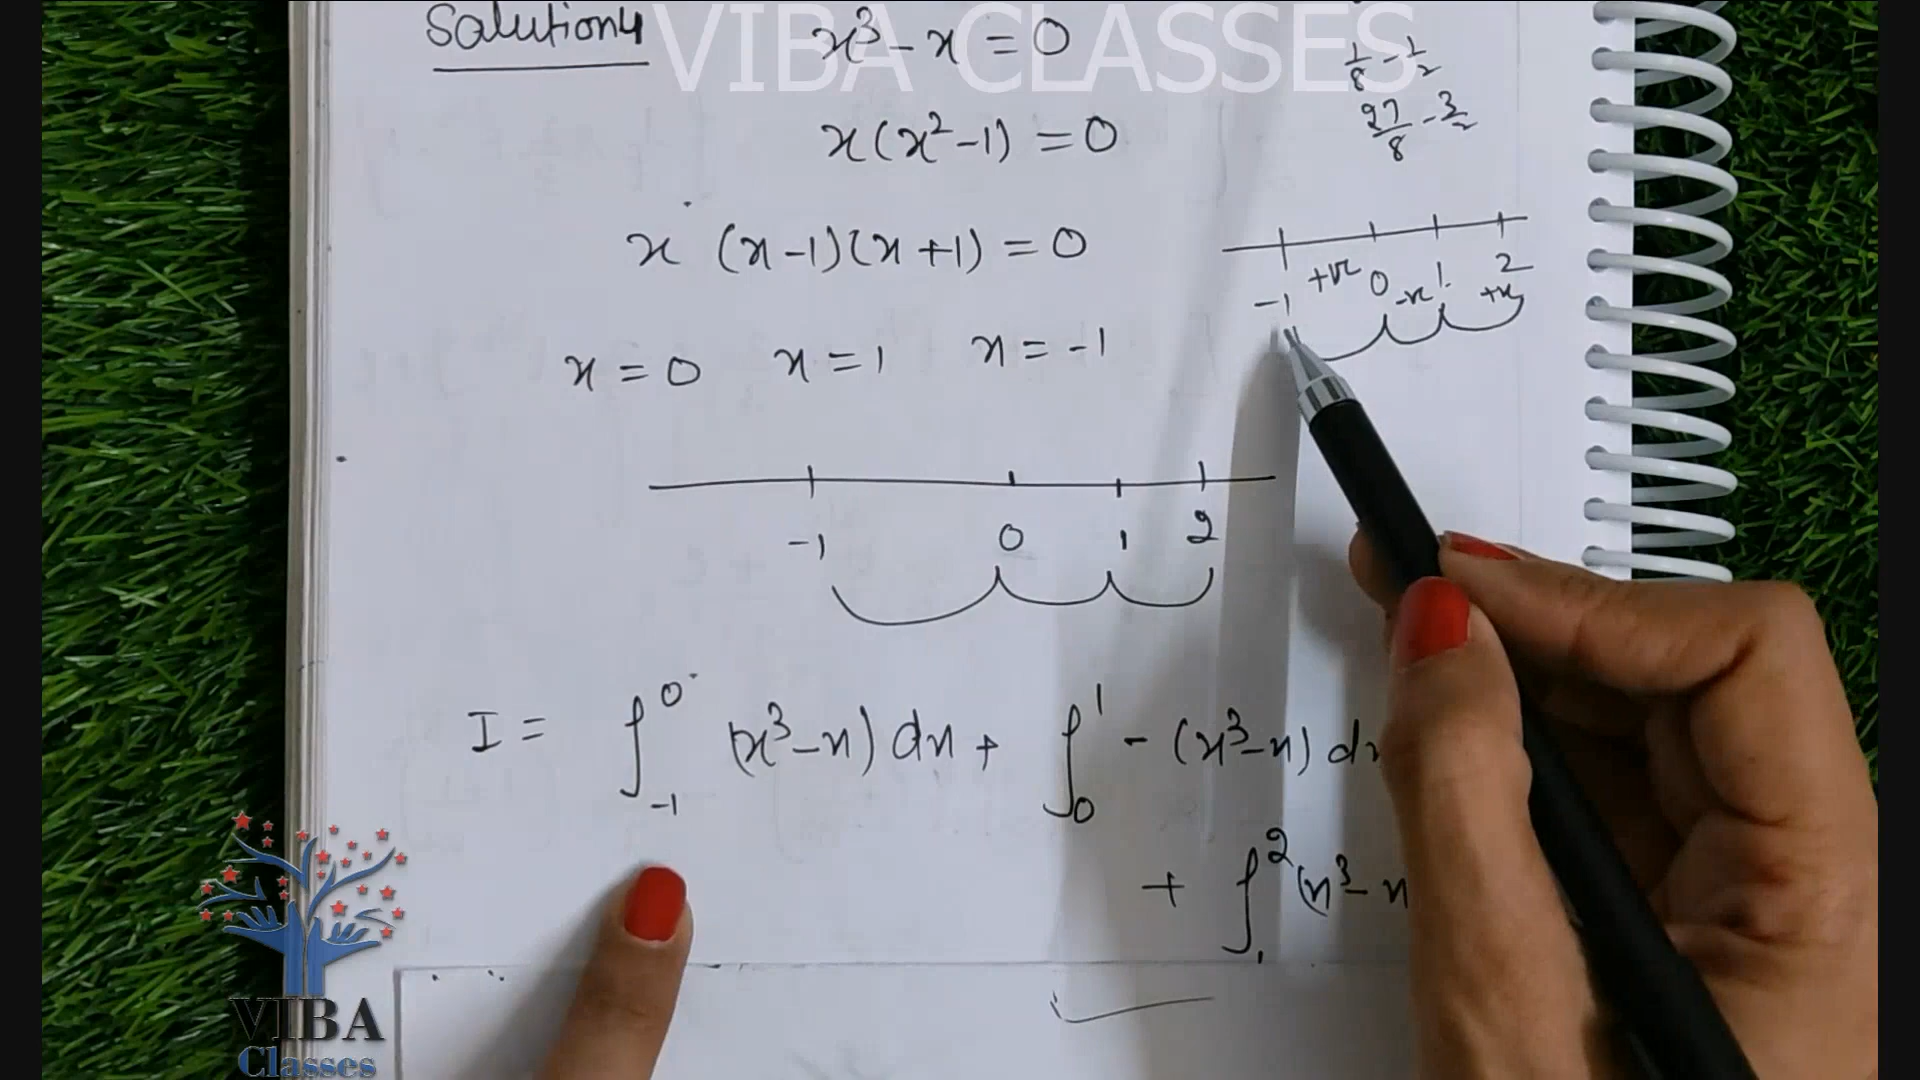 Solution
VIBA CLASSES
x³ - x = 0
1/8 - 1/2
x(x² - 1) = 0
27/8 - 3/2
x (x - 1)(x + 1) = 0
-1 +ve 0 -ve 1 +ve 2
x = 0 x = 1 x = -1
-1 0 1 2
I = ∫₋₁⁰ (x³ - x) dx + ∫₀¹ - (x³ - x) dx
+ ∫₁² (x³ - x
VIBA
Classes